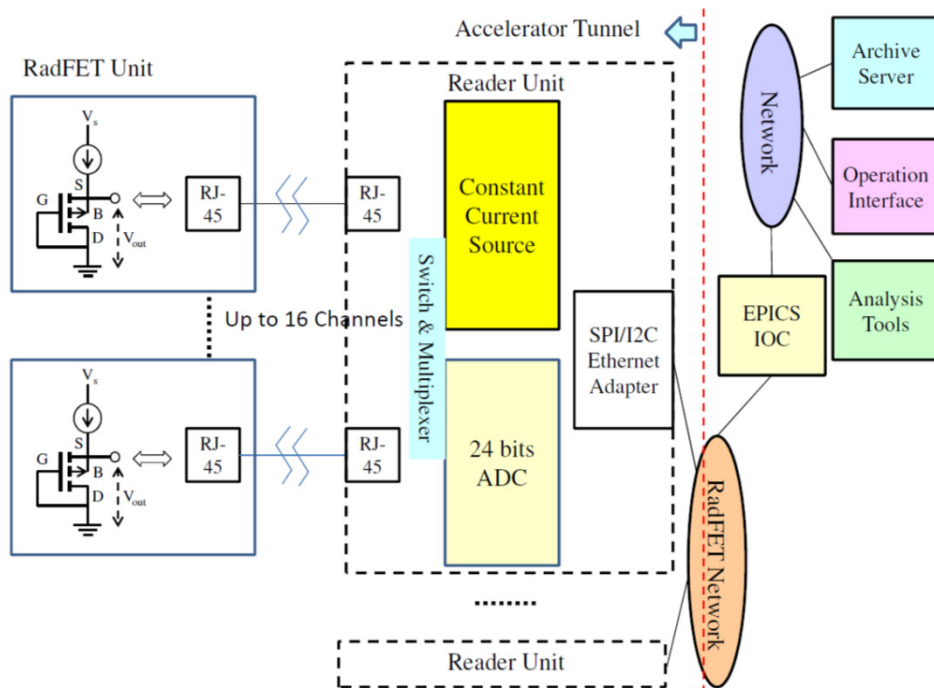 Accelerator Tunnel
RadFET Unit
Reader Unit
Vs
S
G
B
D
Vout
RJ-
45
RJ-
45
Constant
Current
Source
Switch & Multiplexer
Up to 16 Channels
SPI/I2C
Ethernet
Adapter
Vs
S
G
B
D
Vout
RJ-
45
RJ-
45
24 bits
ADC
Reader Unit
RadFET Network
EPICS
IOC
Network
Archive
Server
Operation
Interface
Analysis
Tools